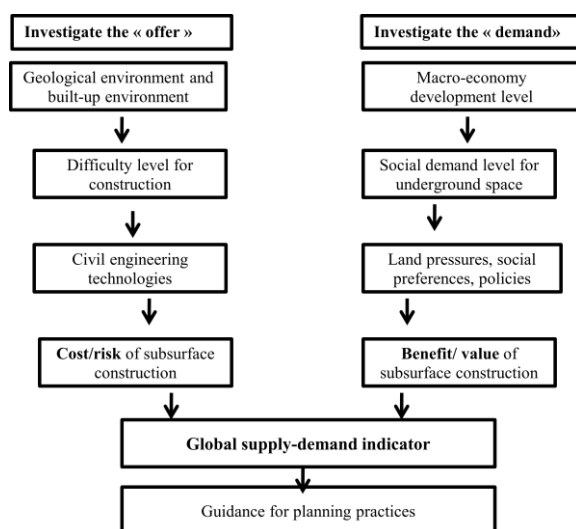 Investigate the « offer »
Geological environment and
built-up environment
Difficulty level for
construction
Civil engineering
technologies
Cost/risk of subsurface
construction
Investigate the « demand»
Macro-economy
development level
Social demand level for
underground space
Land pressures, social
preferences, policies
Benefit/ value of
subsurface construction
Global supply-demand indicator
Guidance for planning practices